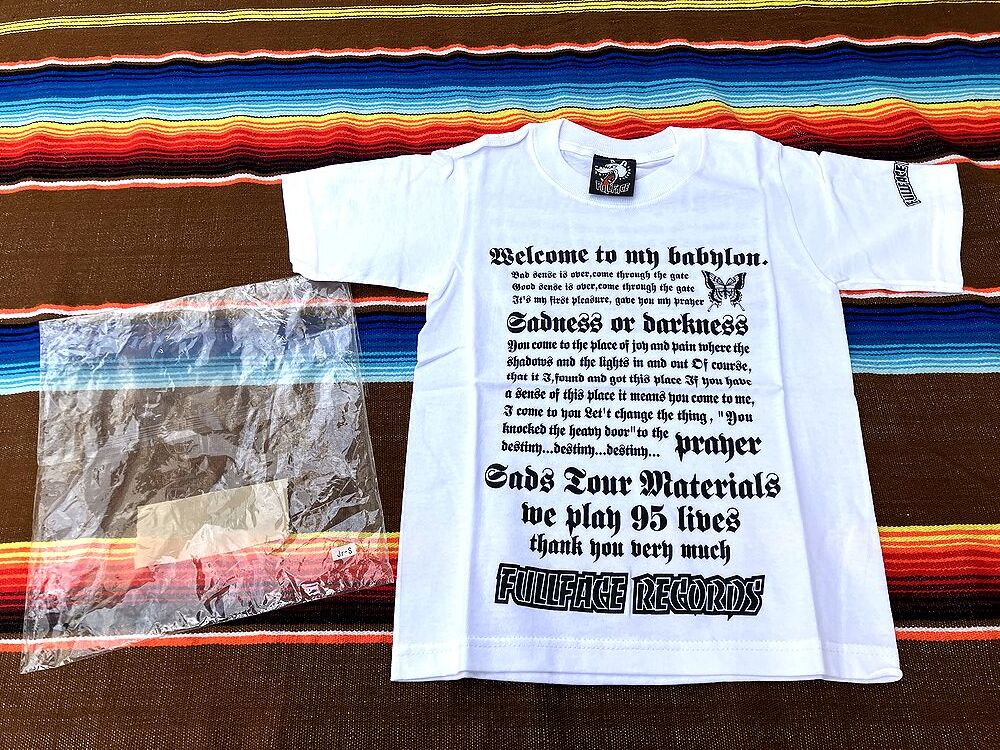 FULLFACE
FULLFACE
Welcome to my babylon.
Bad sense is over,come through the gate
Good sense is over,come through the gate
It's my first pleasure, gave you my prayer
Sadness or darkness
You come to the place of joy and pain where the
shadows and the lights in and out Of course,
that it I,found and got this place If you have
a sense of this place it means you come to me,
I come to you Let't change the thing, "You
knocked the heavy door"to the
destiny...destiny...destiny...
prayer
Sads Tour Materials
we play 95 lives
thank you very much
FULLFACE RECORDS
Jr-S